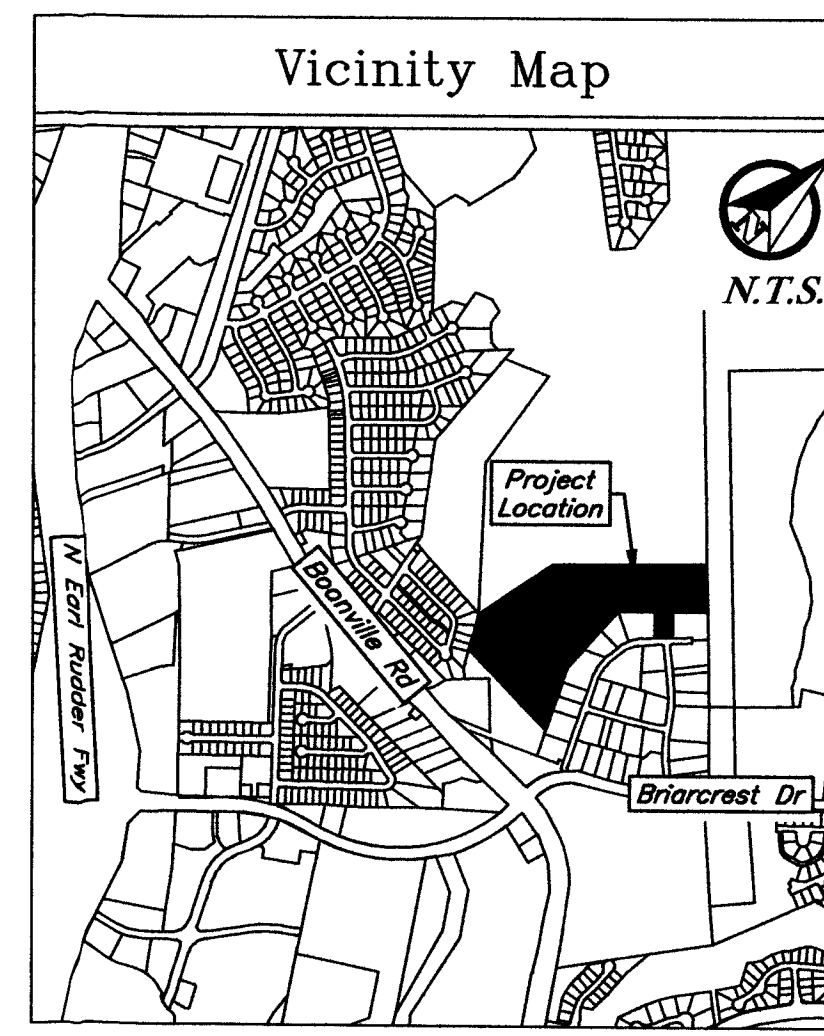 Vicinity Map
N
N.T.S.
Project
Location
N Earl Rudder Fwy
Boonville Rd
Briarcrest Dr